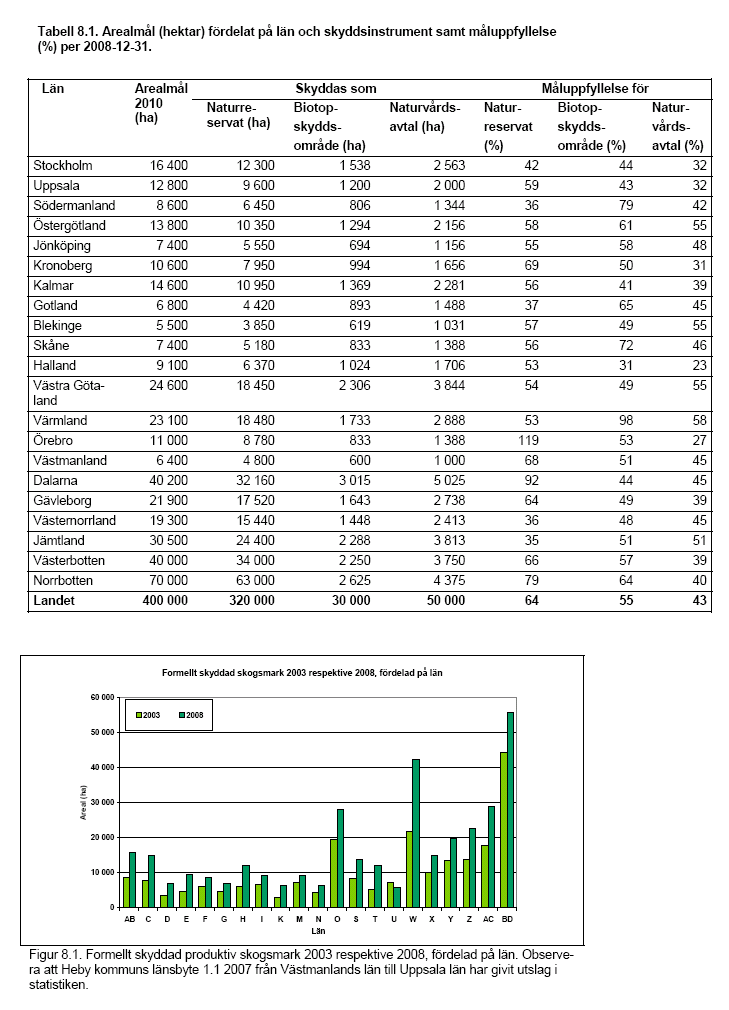 Tabell 8.1. Arealmål (hektar) fördelat på län och skyddsinstrument samt måluppfyllelse
(%) per 2008-12-31.
Län Arealmål 2010 (ha) Skyddas som Måluppfyllelse för
Naturre-servat (ha) Biotop-skydds-område (ha) Naturvårds-avtal (ha) Natur-reservat (%) Biotop-skydds-område (%) Natur-vårds-avtal (%)
Stockholm 16 400 12 300 1 538 2 563 42 44 32
Uppsala 12 800 9 600 1 200 2 000 59 43 32
Södermanland 8 600 6 450 806 1 344 36 79 42
Östergötland 13 800 10 350 1 294 2 156 58 61 55
Jönköping 7 400 5 550 694 1 156 55 58 48
Kronoberg 10 600 7 950 994 1 656 69 50 31
Kalmar 14 600 10 950 1 369 2 281 56 41 39
Gotland 6 800 4 420 893 1 488 37 65 45
Blekinge 5 500 3 850 619 1 031 57 49 55
Skåne 7 400 5 180 833 1 388 56 72 46
Halland 9 100 6 370 1 024 1 706 53 31 23
Västra Göta- 24 600 18 450 2 306 3 844 54 49 55
land
Värmland 23 100 18 480 1 733 2 888 53 98 58
Örebro 11 000 8 780 833 1 388 119 53 27
Västmanland 6 400 4 800 600 1 000 68 51 45
Dalarna 40 200 32 160 3 015 5 025 92 44 45
Gävleborg 21 900 17 520 1 643 2 738 64 49 39
Västernorrland 19 300 15 440 1 448 2 413 36 48 45
Jämtland 30 500 24 400 2 288 3 813 35 51 51
Västerbotten 40 000 34 000 2 250 3 750 66 57 39
Norrbotten 70 000 63 000 2 625 4 375 79 64 40
Landet 400 000 320 000 30 000 50 000 64 55 43
Formellt skyddad skogsmark 2003 respektive 2008, fördelad på län
60 000
2003 2008
50 000
40 000
Areal (ha)
30 000
20 000
10 000
0
AB C D E F G H I K M N O S T U W X Y Z AC BD
Län
Figur 8.1. Formellt skyddad produktiv skogsmark 2003 respektive 2008, fördelad på län. Observe-
ra att Heby kommuns länsbyte 1.1 2007 från Västmanlands län till Uppsala län har givit utslag i
statistiken.